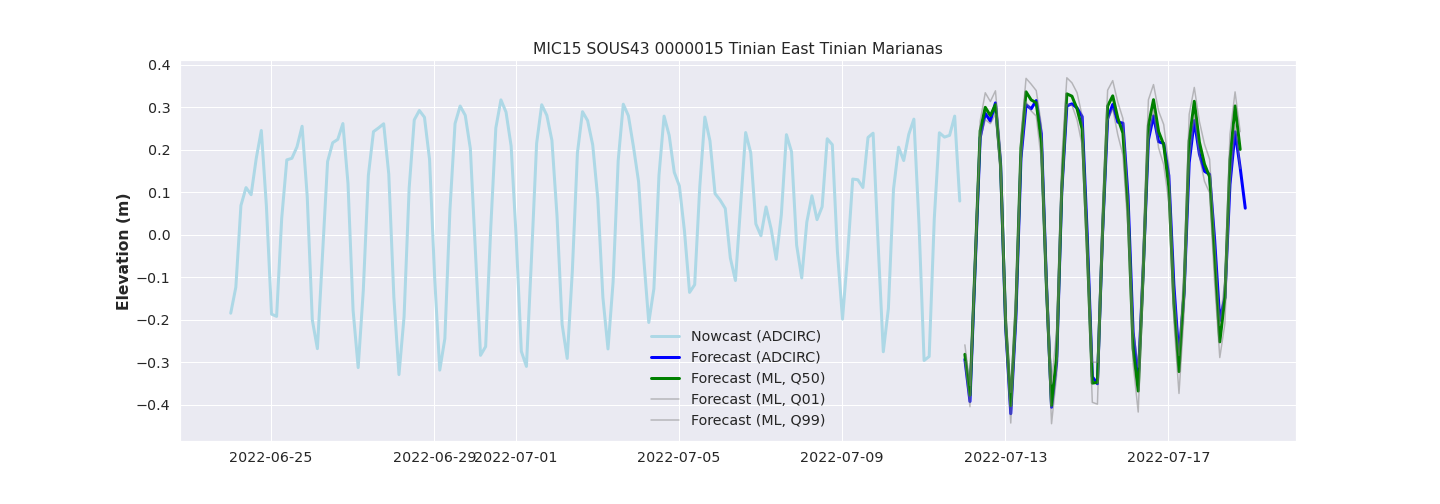 MIC15 SOUS43 0000015 Tinian East Tinian Marianas
Elevation (m)
0.4
0.3
0.2
0.1
0.0
−0.1
−0.2
−0.3
−0.4
Nowcast (ADCIRC)
Forecast (ADCIRC)
Forecast (ML, Q50)
Forecast (ML, Q01)
Forecast (ML, Q99)
2022-06-25 2022-06-29 2022-07-01 2022-07-05 2022-07-09 2022-07-13 2022-07-17